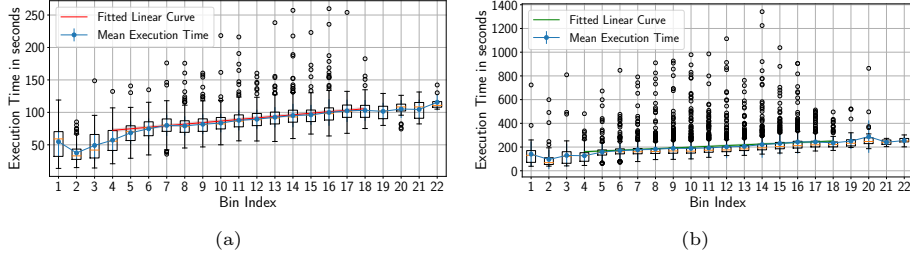 250
200
150
100
50
Execution Time in seconds
Fitted Linear Curve
Mean Execution Time
1 2 3 4 5 6 7 8 9 10 11 12 13 14 15 16 17 18 19 20 21 22
Bin Index
(a)
1400
1200
1000
800
600
400
200
0
Execution Time in seconds
Fitted Linear Curve
Mean Execution Time
1 2 3 4 5 6 7 8 9 10 11 12 13 14 15 16 17 18 19 20 21 22
Bin Index
(b)